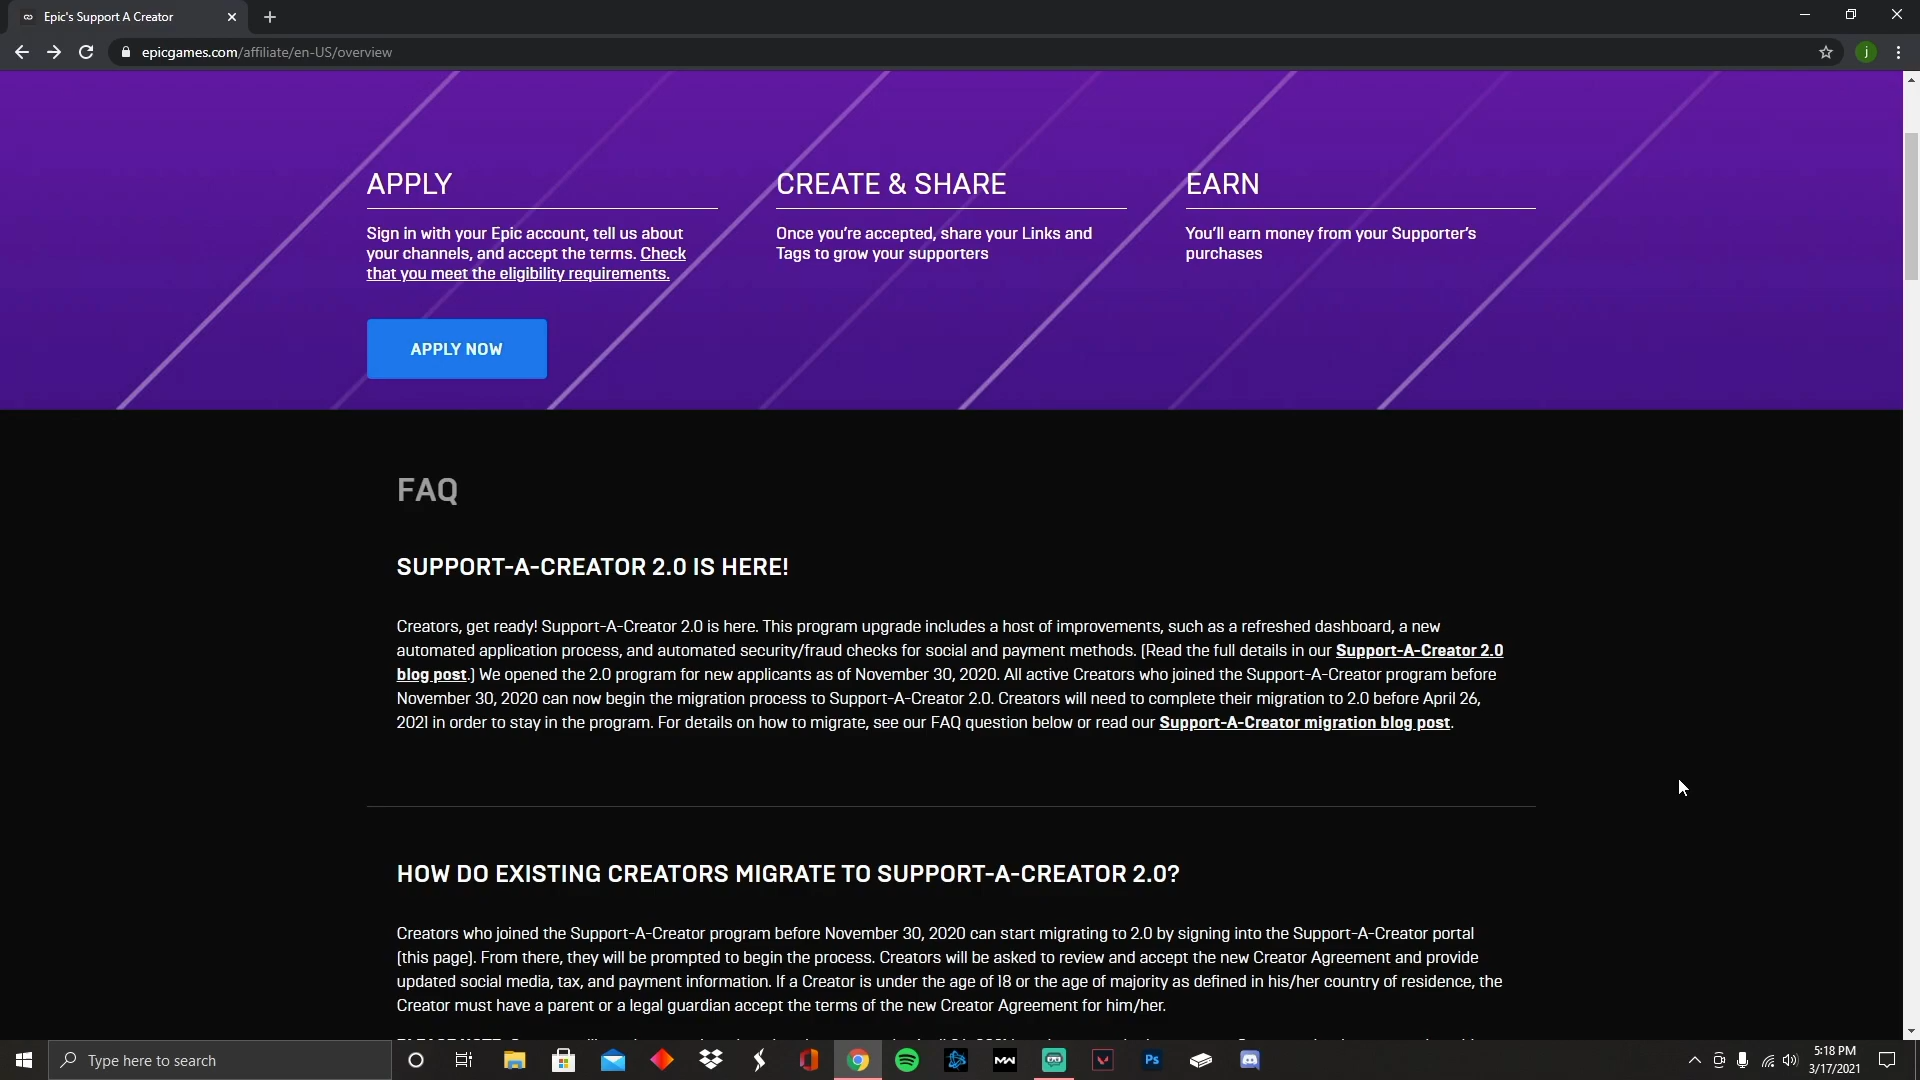 Epic's Support A Creator
epicgames.com/affiliate/en-US/overview
j
APPLY
Sign in with your Epic account, tell us about
your channels, and accept the terms. Check
that you meet the eligibility requirements.
APPLY NOW
CREATE & SHARE
Once you're accepted, share your Links and
Tags to grow your supporters
EARN
You'll earn money from your Supporter's
purchases
FAQ
SUPPORT-A-CREATOR 2.0 IS HERE!
Creators, get ready! Support-A-Creator 2.0 is here. This program upgrade includes a host of improvements, such as a refreshed dashboard, a new
automated application process, and automated security/fraud checks for social and payment methods. (Read the full details in our Support-A-Creator 2.0
blog post.) We opened the 2.0 program for new applicants as of November 30, 2020. All active Creators who joined the Support-A-Creator program before
November 30, 2020 can now begin the migration process to Support-A-Creator 2.0. Creators will need to complete their migration to 2.0 before April 26,
2021 in order to stay in the program. For details on how to migrate, see our FAQ question below or read our Support-A-Creator migration blog post.
HOW DO EXISTING CREATORS MIGRATE TO SUPPORT-A-CREATOR 2.0?
Creators who joined the Support-A-Creator program before November 30, 2020 can start migrating to 2.0 by signing into the Support-A-Creator portal
(this page). From there, they will be prompted to begin the process. Creators will be asked to review and accept the new Creator Agreement and provide
updated social media, tax, and payment information. If a Creator is under the age of 18 or the age of majority as defined in his/her country of residence, the
Creator must have a parent or a legal guardian accept the terms of the new Creator Agreement for him/her.
Type here to search
MW
Ps
5:18 PM
3/17/2021